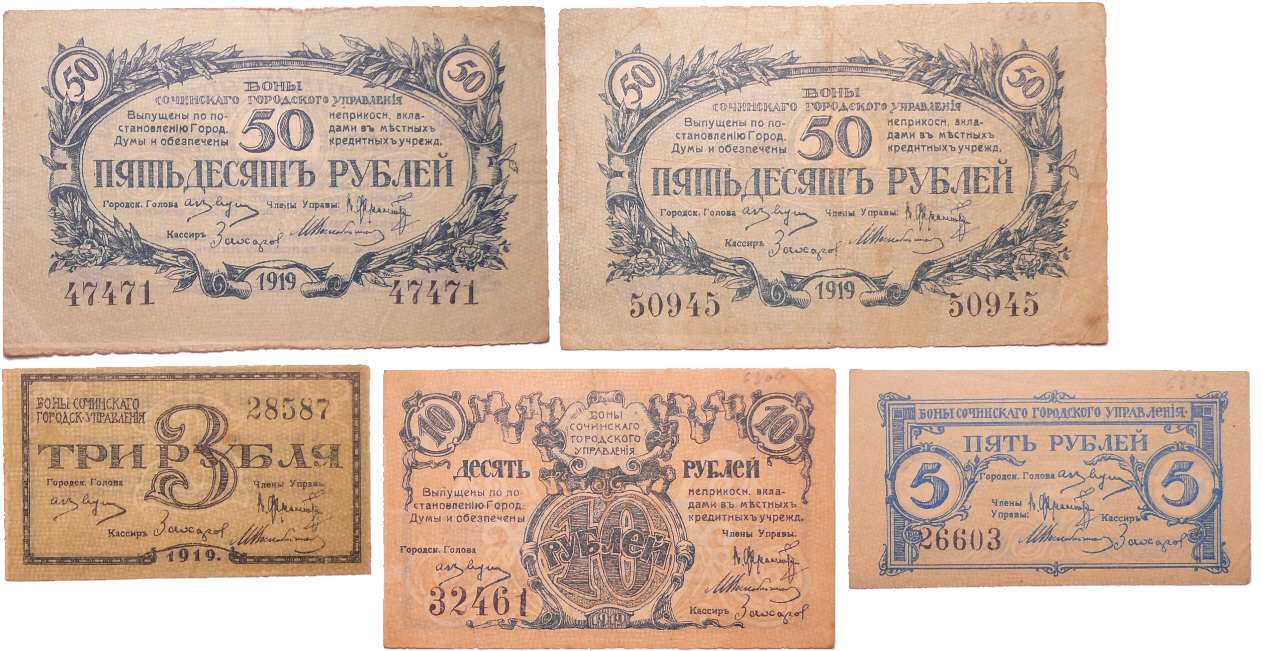 50 50
БОНЫ
СОЧИНСКАГО ГОРОДСКОГО УПРАВЛЕНІЯ
Выпущены по по-
становленію Город.
Думы и обезпечены
50
неприкосн. вкла-
дами въ мѣстныхъ
кредитныхъ учрежд.
ПЯТЬДЕСЯТЪ РУБЛЕЙ
Городск. Голова Члены Управы:
Кассиръ Захаров
1919
47471 47471
50 50
БОНЫ
СОЧИНСКАГО ГОРОДСКОГО УПРАВЛЕНІЯ
Выпущены по по-
становленію Город.
Думы и обезпечены
50
неприкосн. вкла-
дами въ мѣстныхъ
кредитныхъ учрежд.
ПЯТЬДЕСЯТЪ РУБЛЕЙ
Городск. Голова Члены Управы:
Кассиръ Захаров
1919
50945 50945
БОНЫ СОЧИНСКАГО
ГОРОДСК·УПРАВЛЕНІЯ
3
28587
ТРИ РУБЛЯ
Городск. Голова Члены Управы
Кассиръ Захаров
1919.
10 10
БОНЫ
СОЧИНСКАГО
ГОРОДСКОГО
УПРАВЛЕНІЯ
ДЕСЯТЬ РУБЛЕЙ
Выпущены по по-
становленію Город.
Думы и обезпечены
неприкосн. вкла-
дами въ мѣстныхъ
кредитныхъ учрежд.
10
РУБЛЕЙ
Городск. Голова
Члены Управы.
32461
Кассиръ Захаров
1919
БОНЫ СОЧИНСКАГО ГОРОДСКОГО УПРАВЛЕНІЯ·
ПЯТЬ РУБЛЕЙ
5 5
Городск. Голова
Члены
Управы:
Кассиръ
26603
Захаров